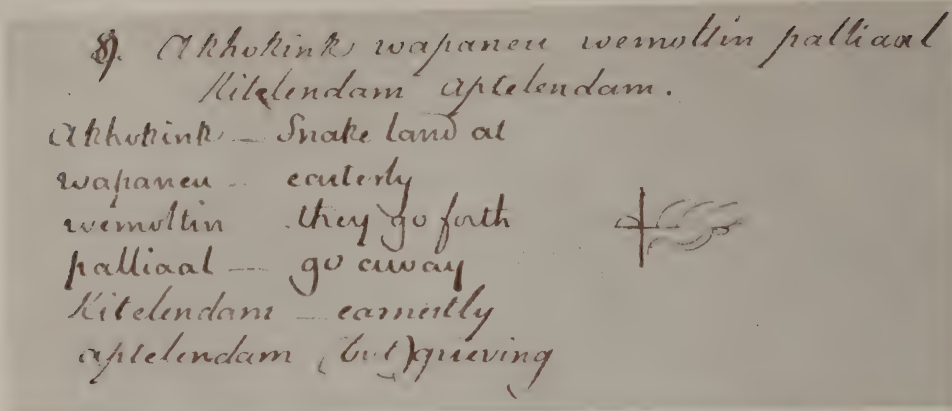 8). Akhokink wapaneu wemoltin palliaal
Kitelendam aptelendam.
Akhokink - Snake land at
wapaneu - easterly
wemoltin they go forth
palliaal - go away
Kitelendam - earnestly
aptelendam (but) grieving